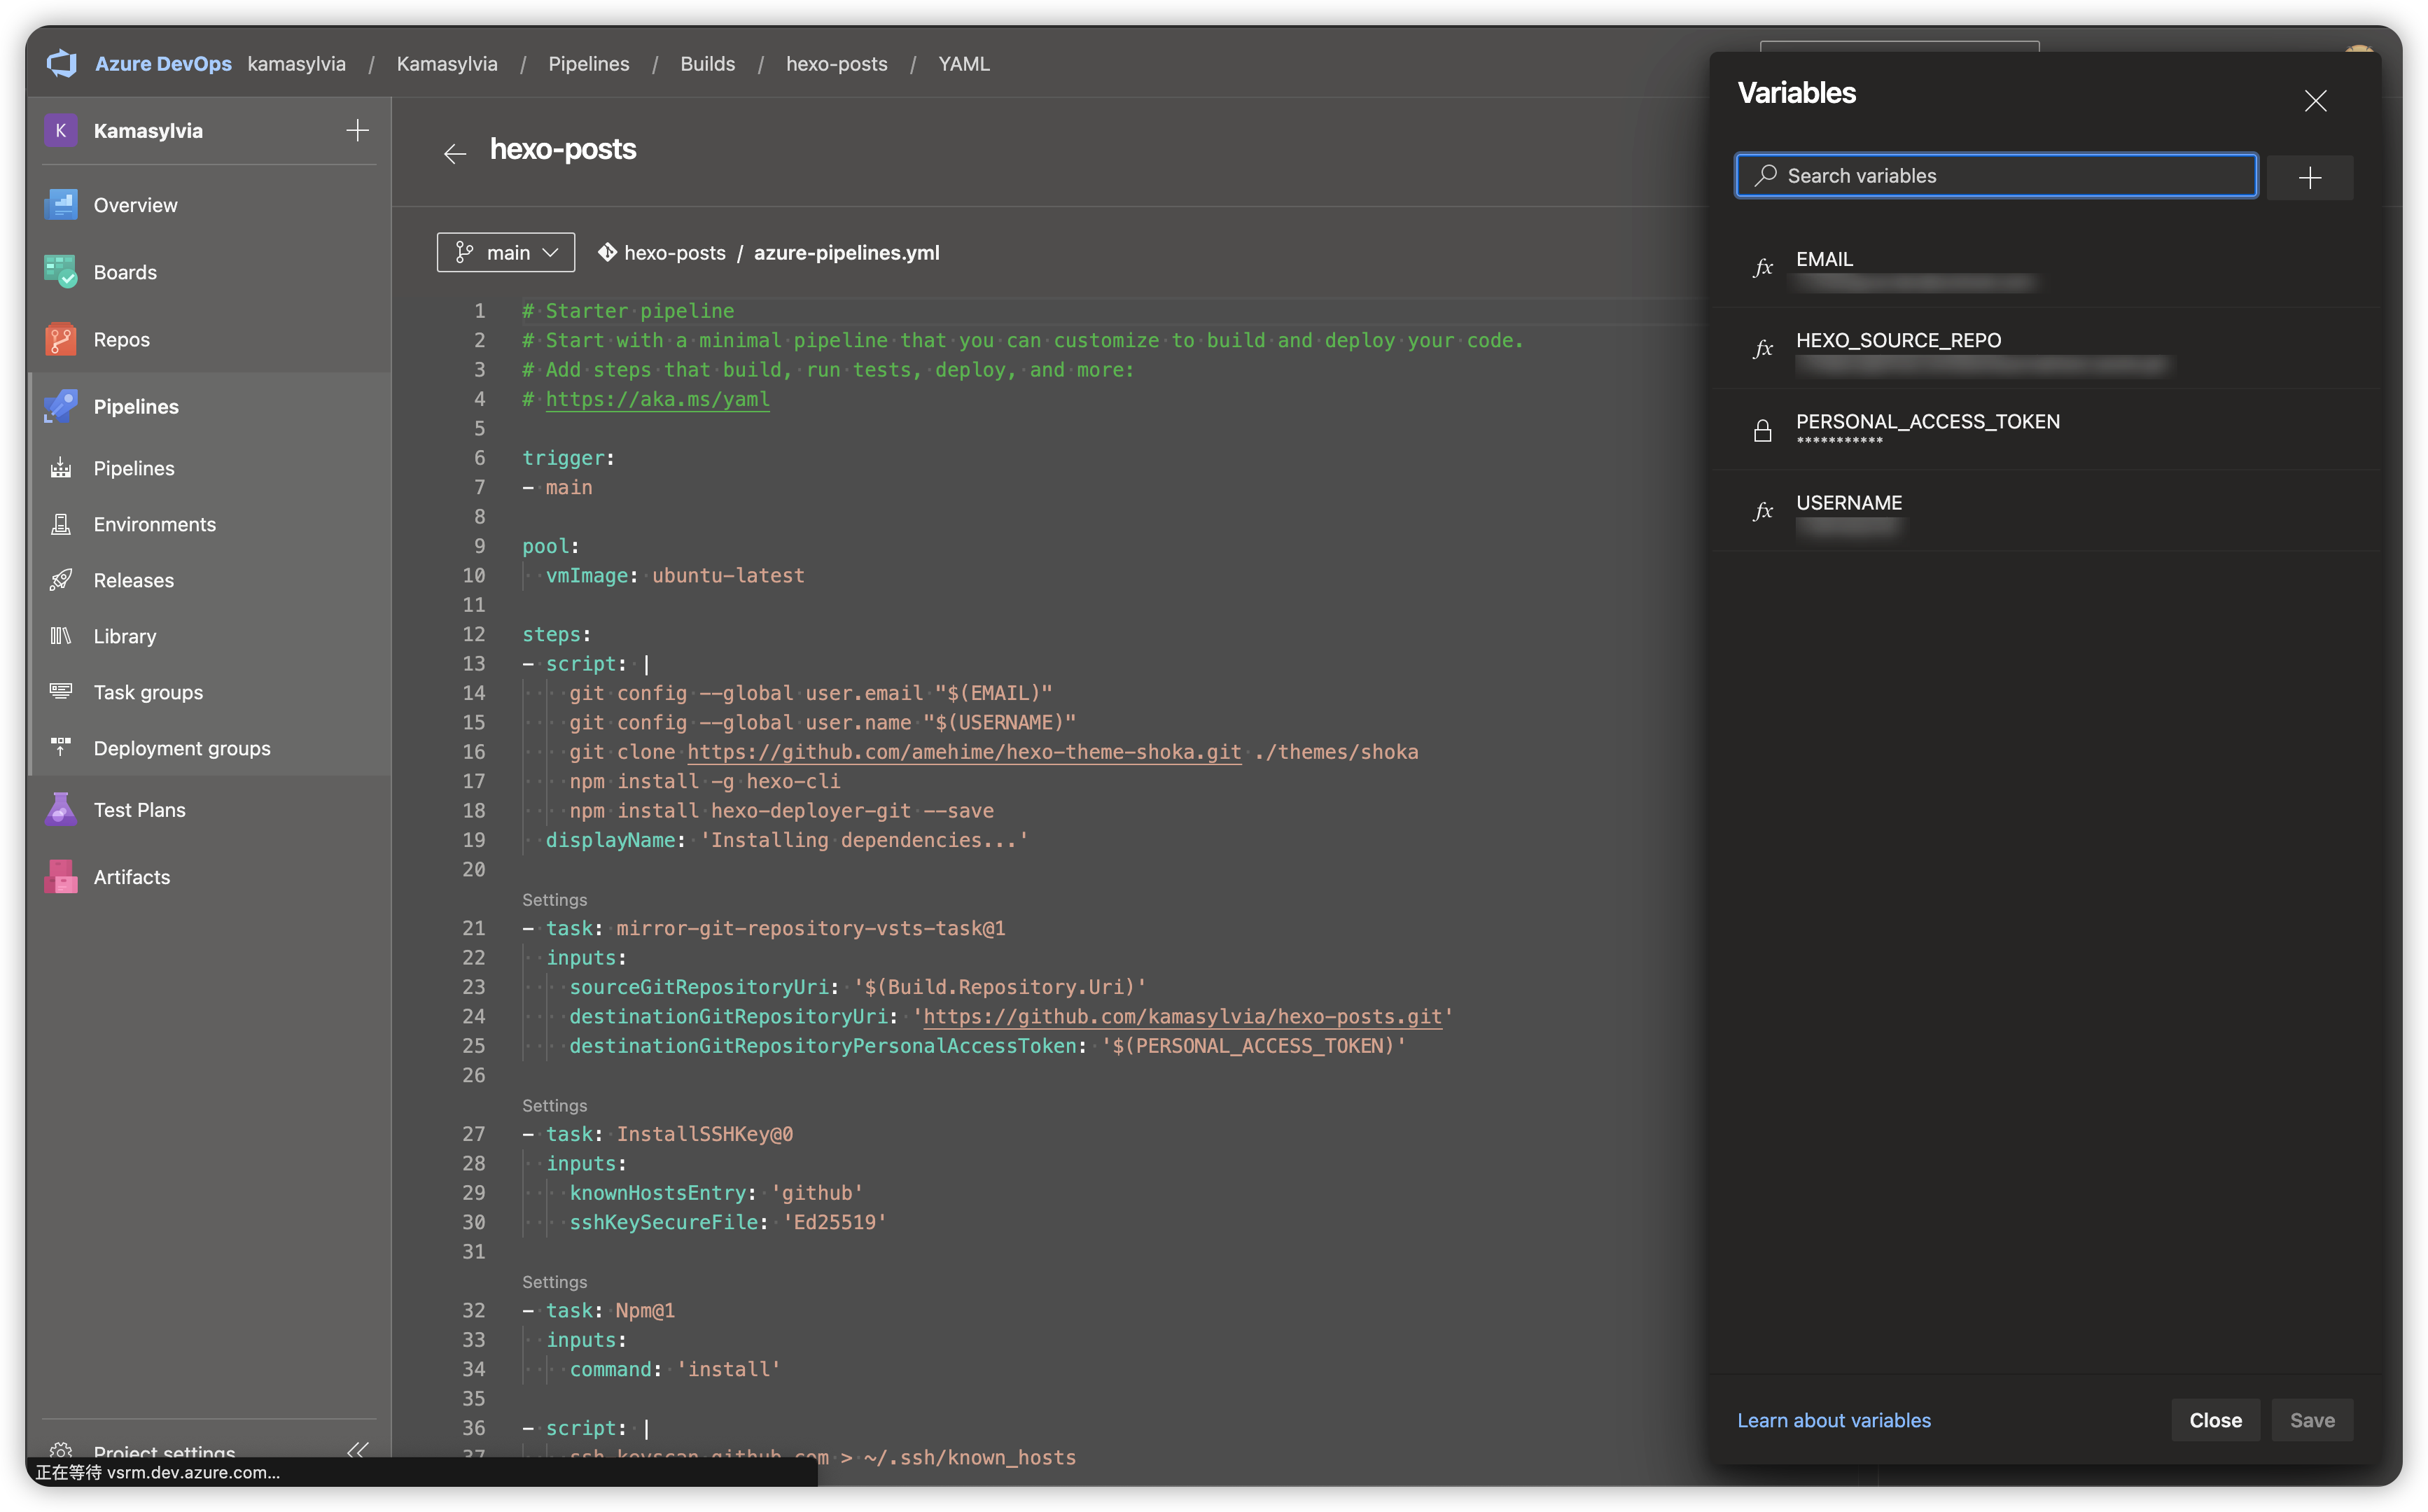 Azure DevOps kamasylvia / Kamasylvia / Pipelines / Builds / hexo-posts / YAML
K Kamasylvia
Overview
Boards
Repos
Pipelines
Pipelines
Environments
Releases
Library
Task groups
Deployment groups
Test Plans
Artifacts
Project settings
正在等待 vsrm.dev.azure.com...
hexo-posts
main hexo-posts / azure-pipelines.yml
1 # Starter pipeline
2 # Start with a minimal pipeline that you can customize to build and deploy your code.
3 # Add steps that build, run tests, deploy, and more:
4 # https://aka.ms/yaml
5
6 trigger:
7 - main
8
9 pool:
10 vmImage: ubuntu-latest
11
12 steps:
13 - script: |
14 git config --global user.email "$(EMAIL)"
15 git config --global user.name "$(USERNAME)"
16 git clone https://github.com/amehime/hexo-theme-shoka.git ./themes/shoka
17 npm install -g hexo-cli
18 npm install hexo-deployer-git --save
19 displayName: 'Installing dependencies...'
20
Settings
21 - task: mirror-git-repository-vsts-task@1
22 inputs:
23 sourceGitRepositoryUri: '$(Build.Repository.Uri)'
24 destinationGitRepositoryUri: 'https://github.com/kamasylvia/hexo-posts.git'
25 destinationGitRepositoryPersonalAccessToken: '$(PERSONAL_ACCESS_TOKEN)'
26
Settings
27 - task: InstallSSHKey@0
28 inputs:
29 knownHostsEntry: 'github'
30 sshKeySecureFile: 'Ed25519'
31
Settings
32 - task: Npm@1
33 inputs:
34 command: 'install'
35
36 - script: |
37 ssh-keyscan github.com > ~/.ssh/known_hosts
Variables
Search variables
fx EMAIL
fx HEXO_SOURCE_REPO
PERSONAL_ACCESS_TOKEN
***********
fx USERNAME
Learn about variables
Close
Save